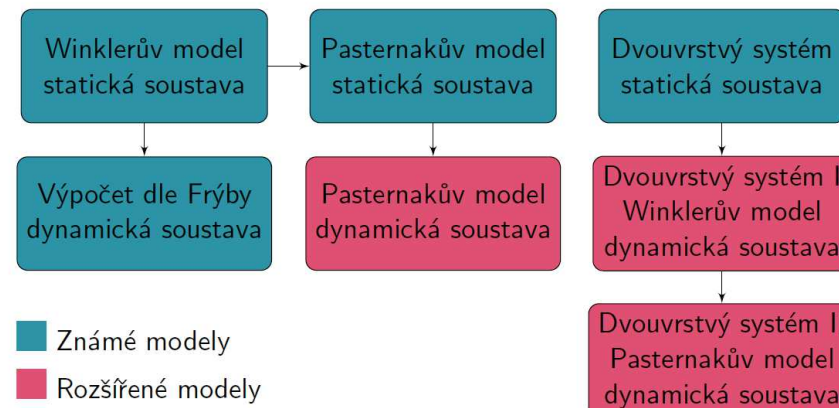 Winklerův model
statická soustava
Pasternakův model
statická soustava
Dvouvrstvý systém
statická soustava
Výpočet dle Frýby
dynamická soustava
Pasternakův model
dynamická soustava
Dvouvrstvý systém I
Winklerův model
dynamická soustava
Dvouvrstvý systém I
Pasternakův model
dynamická soustava
Známé modely
Rozšířené modely